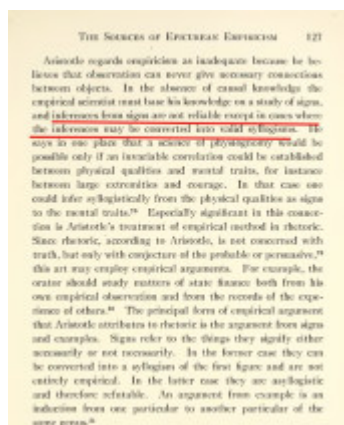 The Sources of Epicurean Empiricism 127
Aristotle regards empiricism as inadequate because he be-
lieves that observation can never give necessary connections
between objects. In the absence of causal knowledge the
empirical scientist must base his knowledge on a study of signs,
and inferences from signs are not reliable except in cases where
the inferences may be converted into valid syllogisms. He
says in one place that a science of physiognomy would be
possible only if an invariable correlation could be established
between physical qualities and mental traits, for instance
between large extremities and courage. In that case one
could infer syllogistically from the physical qualities as signs
to the mental traits. Especially significant in this connec-
tion is Aristotle's treatment of empirical method in rhetoric.
Since rhetoric, according to Aristotle, is not concerned with
truth, but only with conjecture of the probable or persuasive,
this art may employ empirical arguments. For example, the
orator should study matters of state finance both from his
own empirical observation and from the records of the expe-
rience of others. The principal form of empirical argument
that Aristotle attributes to rhetoric is the argument from signs
and examples. Signs refer to the things they signify either
necessarily or not necessarily. In the former case they can
be converted into a syllogism of the first figure and are not
entirely empirical. In the latter case they are asyllogistic
and therefore refutable. An argument from example is an
induction from one particular to another particular of the
same genus.